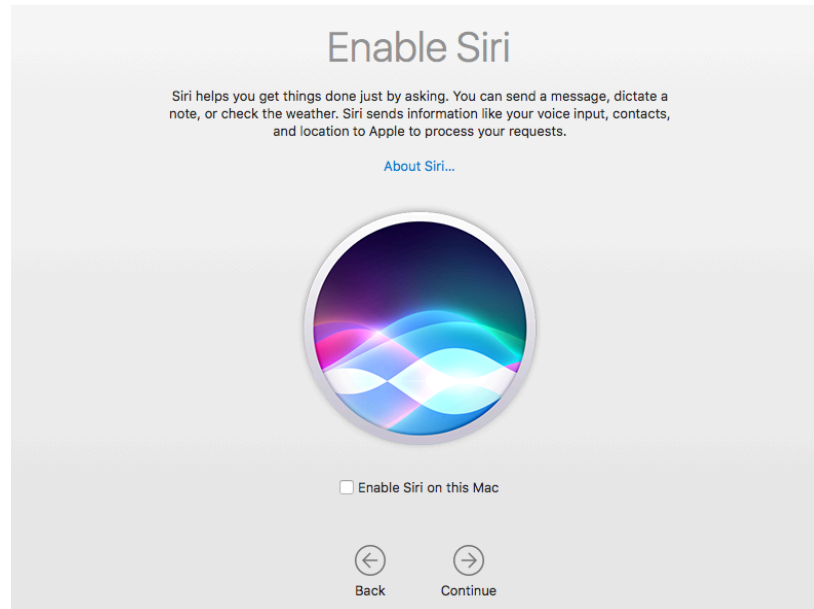 Enable Siri
Siri helps you get things done just by asking. You can send a message, dictate a
note, or check the weather. Siri sends information like your voice input, contacts,
and location to Apple to process your requests.
About Siri...
Enable Siri on this Mac
Back
Continue